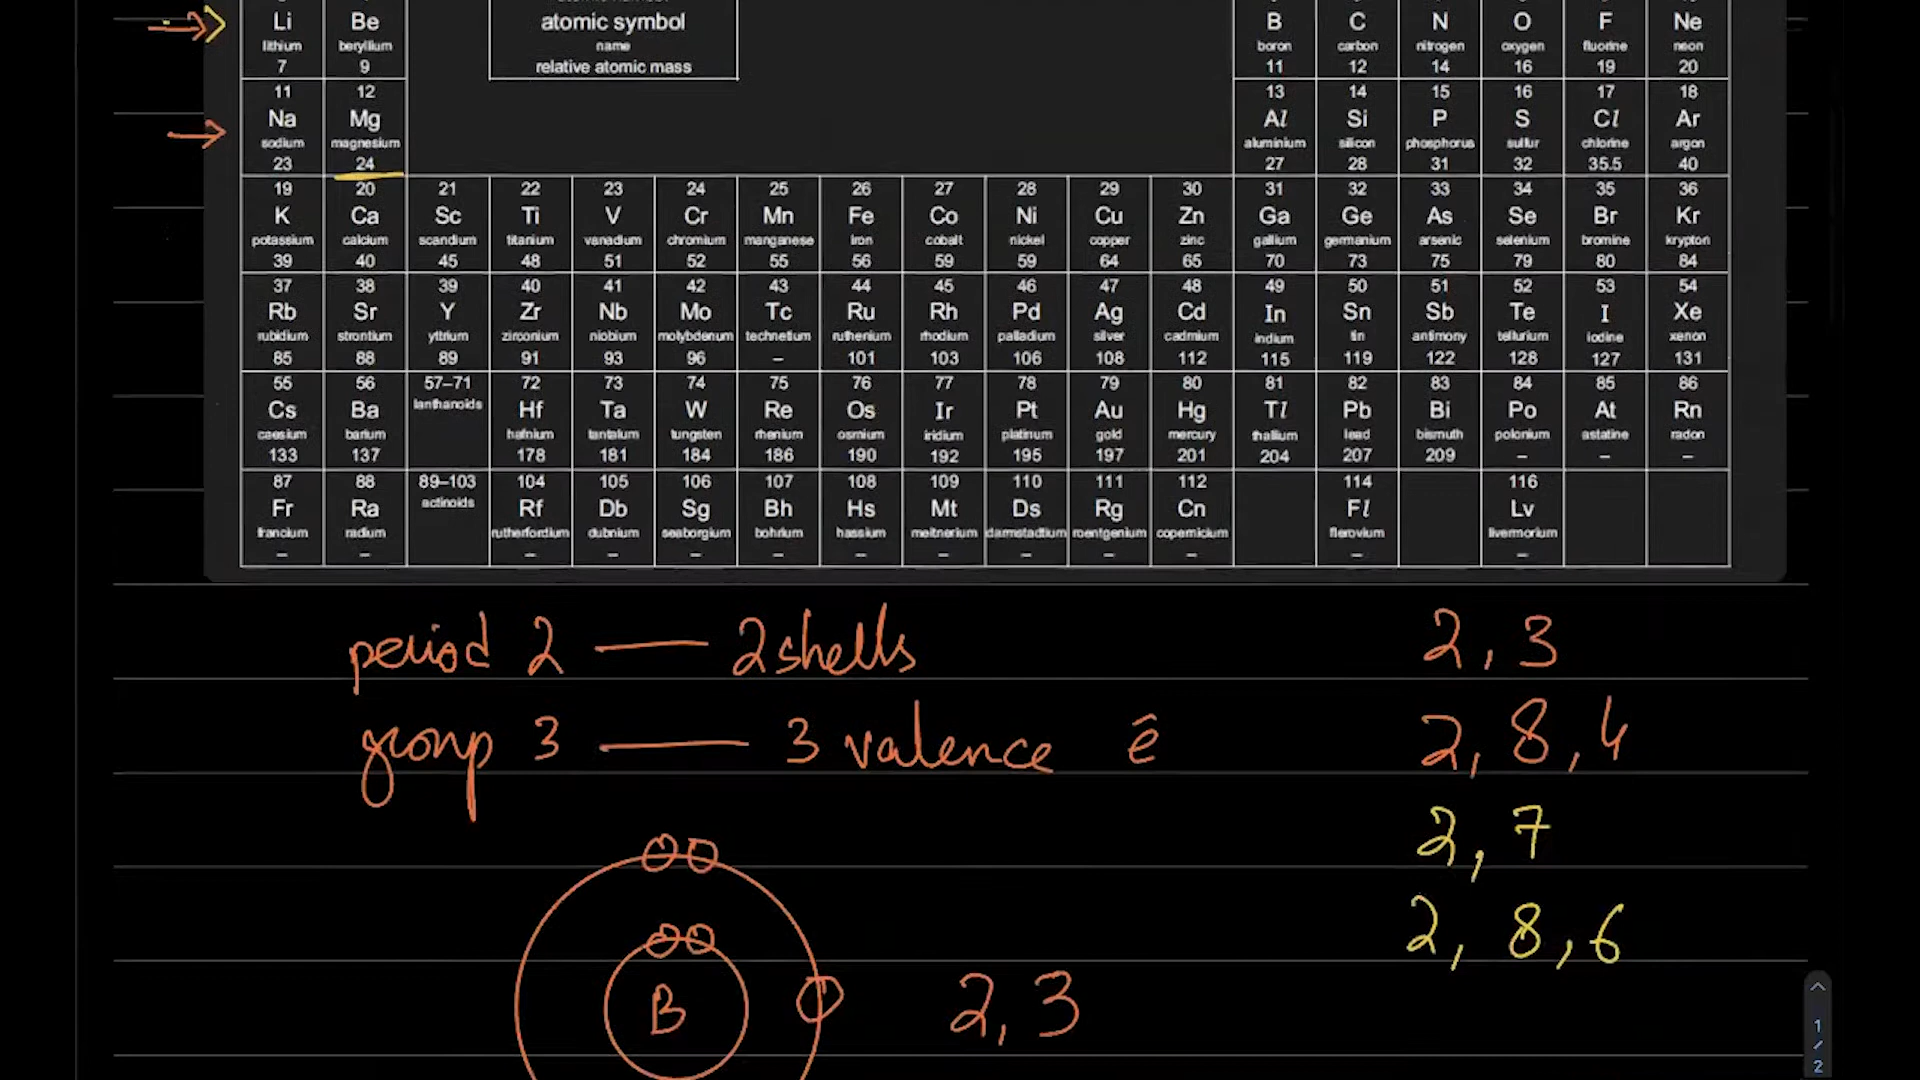 Li Be atomic symbol B C N O F Ne
lithium beryllium name boron carbon nitrogen oxygen fluorine neon
7 9 relative atomic mass 11 12 14 16 19 20
11 12 13 14 15 16 17 18
Na Mg Al Si P S Cl Ar
sodium magnesium aluminium silicon phosphorus sulfur chlorine argon
23 24 27 28 31 32 35.5 40
19 20 21 22 23 24 25 26 27 28 29 30 31 32 33 34 35 36
K Ca Sc Ti V Cr Mn Fe Co Ni Cu Zn Ga Ge As Se Br Kr
potassium calcium scandium titanium vanadium chromium manganese iron cobalt nickel copper zinc gallium germanium arsenic selenium bromine krypton
39 40 45 48 51 52 55 56 59 59 64 65 70 73 75 79 80 84
37 38 39 40 41 42 43 44 45 46 47 48 49 50 51 52 53 54
Rb Sr Y Zr Nb Mo Tc Ru Rh Pd Ag Cd In Sn Sb Te I Xe
rubidium strontium yttrium zirconium niobium molybdenum technetium ruthenium rhodium palladium silver cadmium indium tin antimony tellurium iodine xenon
85 88 89 91 93 96 – 101 103 106 108 112 115 119 122 128 127 131
55 56 57–71 72 73 74 75 76 77 78 79 80 81 82 83 84 85 86
Cs Ba lanthanoids Hf Ta W Re Os Ir Pt Au Hg Tl Pb Bi Po At Rn
caesium barium hafnium tantalum tungsten rhenium osmium iridium platinum gold mercury thallium lead bismuth polonium astatine radon
133 137 178 181 184 186 190 192 195 197 201 204 207 209 – – –
87 88 89–103 104 105 106 107 108 109 110 111 112 114 116
Fr Ra actinoids Rf Db Sg Bh Hs Mt Ds Rg Cn Fl Lv
francium radium rutherfordium dubnium seaborgium bohrium hassium meitnerium darmstadtium roentgenium copernicium flerovium livermorium
– – – – – – – – – – – – –
period 2 — 2 shells 2, 3
group 3 — 3 valence ē 2, 8, 4
2, 7
2, 8, 6
B 2, 3
1 / 2